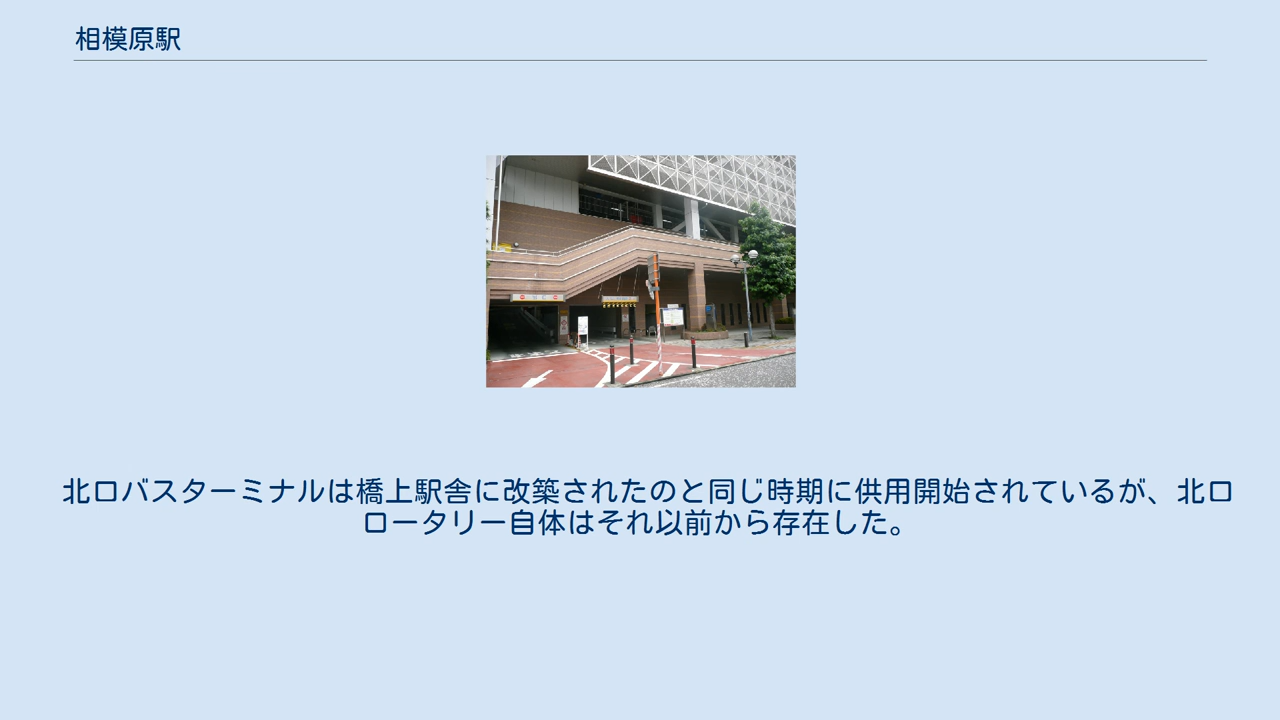 相模原駅
北口バスターミナルは橋上駅舎に改築されたのと同じ時期に供用開始されているが、北口
ロータリー自体はそれ以前から存在した。